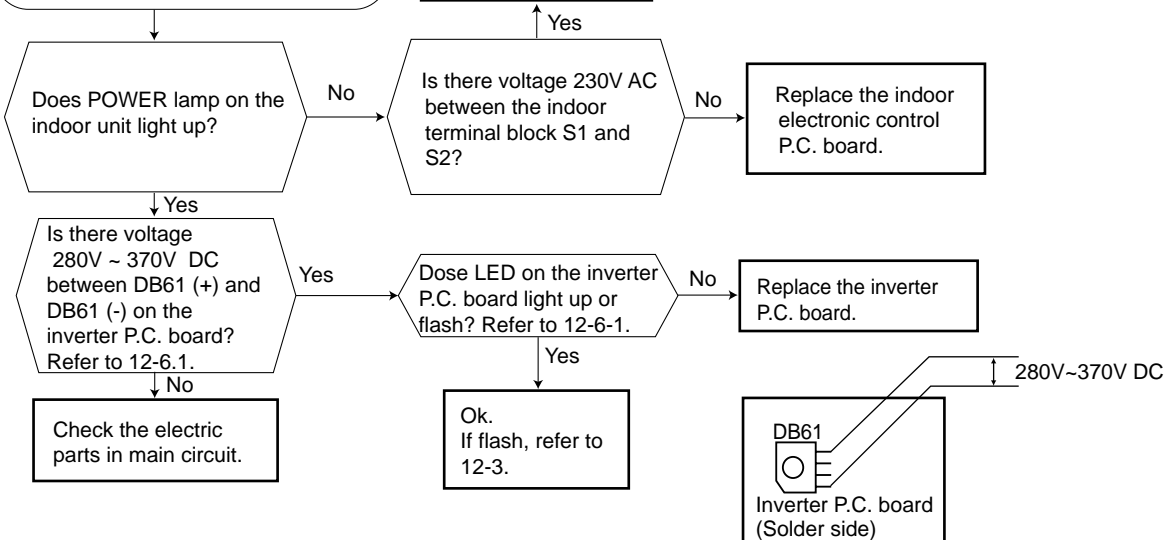 Yes
Does POWER lamp on the
indoor unit light up?
No
Is there voltage 230V AC
between the indoor
terminal block S1 and
S2?
No
Replace the indoor
electronic control
P.C. board.
Yes
Is there voltage
280V ~ 370V DC
between DB61 (+) and
DB61 (-) on the
inverter P.C. board?
Refer to 12-6.1.
Yes
Dose LED on the inverter
P.C. board light up or
flash? Refer to 12-6-1.
No
Replace the inverter
P.C. board.
No
Check the electric
parts in main circuit.
Yes
Ok.
If flash, refer to
12-3.
280V~370V DC
DB61
Inverter P.C. board
(Solder side)